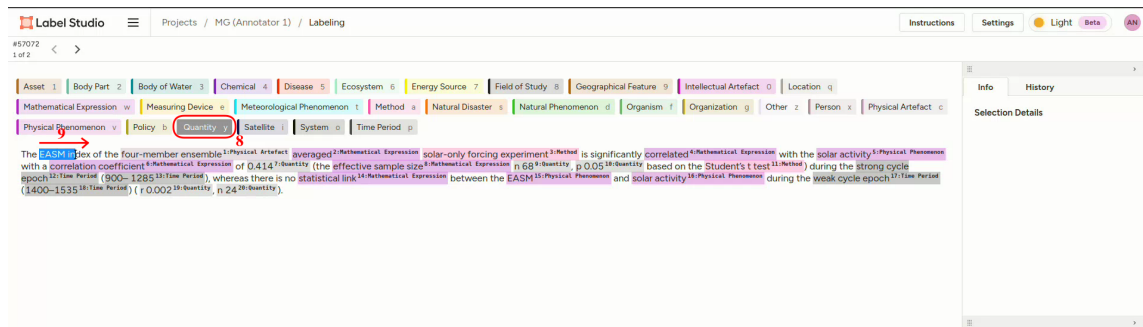 Label Studio Projects / MG (Annotator 1) / Labeling Instructions Settings Light Beta AN
#57072
1 of 2
Asset 1 Body Part 2 Body of Water 3 Chemical 4 Disease 5 Ecosystem 6 Energy Source 7 Field of Study 8 Geographical Feature 9 Intellectual Artefact 0 Location q
Mathematical Expression w Measuring Device e Meteorological Phenomenon t Method a Natural Disaster s Natural Phenomenon d Organism f Organization g Other z Person x Physical Artefact c
Physical Phenomenon v Policy b Quantity y Satellite i System o Time Period p
9 8
The EASM index of the four-member ensemble 1:Physical Artefact averaged 2:Mathematical Expression solar-only forcing experiment 3:Method is significantly correlated 4:Mathematical Expression with the solar activity 5:Physical Phenomenon
with a correlation coefficient 6:Mathematical Expression of 0.414 7:Quantity (the effective sample size 8:Mathematical Expression n 68 9:Quantity, p 0.05 10:Quantity based on the Student's t test 11:Method) during the strong cycle
epoch 12:Time Period (900– 1285 13:Time Period), whereas there is no statistical link 14:Mathematical Expression between the EASM 15:Physical Phenomenon and solar activity 16:Physical Phenomenon during the weak cycle epoch 17:Time Period
(1400–1535 18:Time Period) ( r 0.002 19:Quantity, n 24 20:Quantity).
Info History
Selection Details